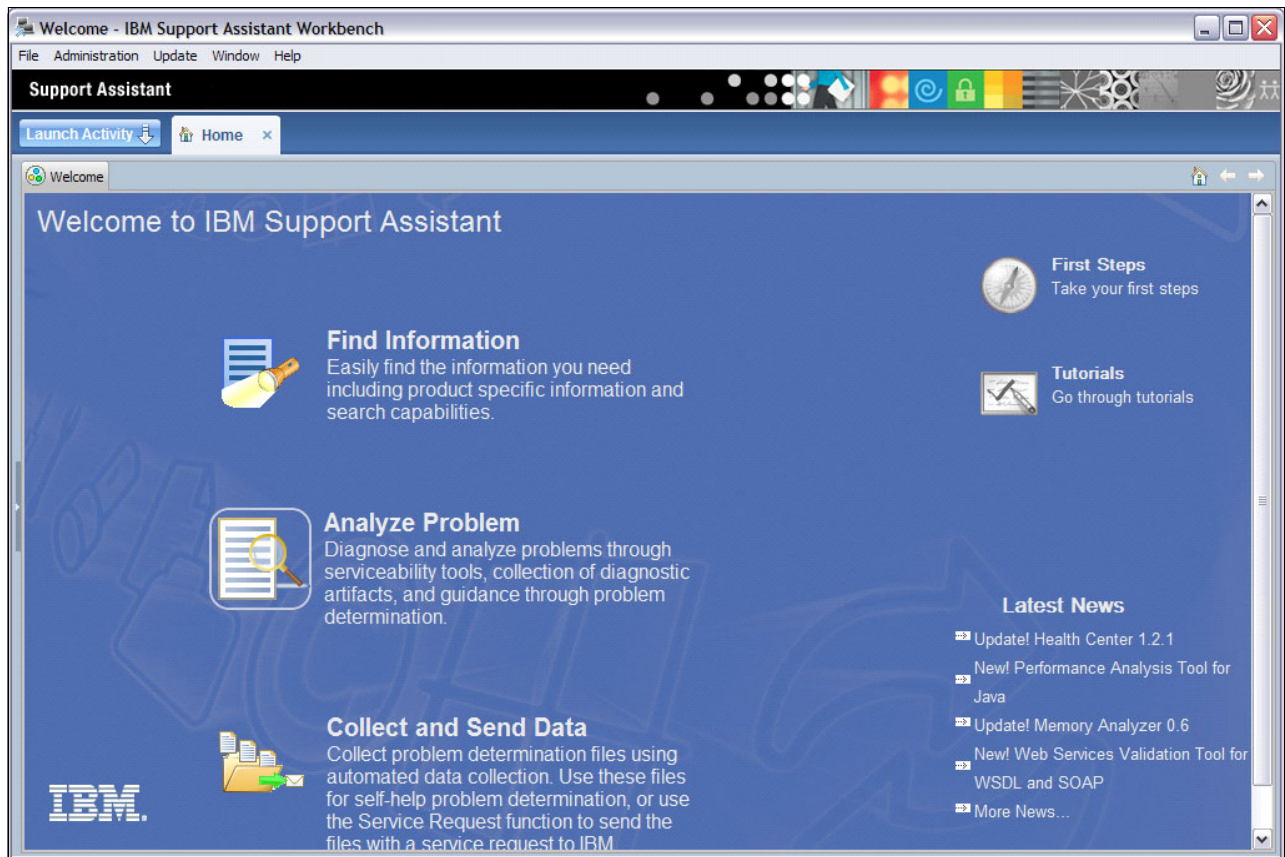 Welcome - IBM Support Assistant Workbench
File Administration Update Window Help
Support Assistant
Launch Activity Home
Welcome
Welcome to IBM Support Assistant
First Steps
Take your first steps
Find Information
Easily find the information you need
including product specific information and
search capabilities.
Tutorials
Go through tutorials
Analyze Problem
Diagnose and analyze problems through
serviceability tools, collection of diagnostic
artifacts, and guidance through problem
determination.
Latest News
Update! Health Center 1.2.1
New! Performance Analysis Tool for
Java
Update! Memory Analyzer 0.6
New! Web Services Validation Tool for
WSDL and SOAP
More News...
Collect and Send Data
Collect problem determination files using
automated data collection. Use these files
for self-help problem determination, or use
the Service Request function to send the
files with a service request to IBM
IBM.